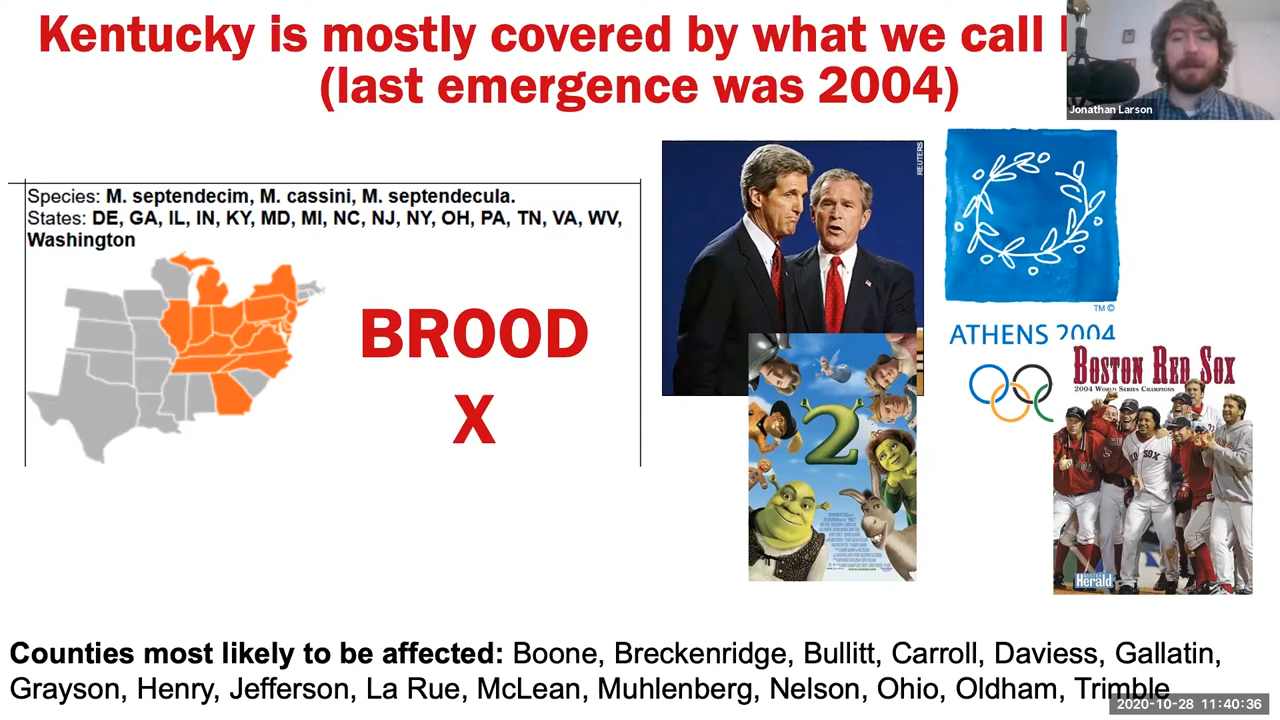 Kentucky is mostly covered by what we call
(last emergence was 2004)
Jonathan Larson
Species: M. septendecim, M. cassini, M. septendecula.
States: DE, GA, IL, IN, KY, MD, MI, NC, NJ, NY, OH, PA, TN, VA, WV,
Washington
BROOD
X
REUTERS
TM ©
ATHENS 2004
BOSTON RED SOX
2004 WORLD SERIES CHAMPIONS
2
RED SOX
Herald
Counties most likely to be affected: Boone, Breckenridge, Bullitt, Carroll, Daviess, Gallatin,
Grayson, Henry, Jefferson, La Rue, McLean, Muhlenberg, Nelson, Ohio, Oldham, Trimble
2020-10-28 11:40:36